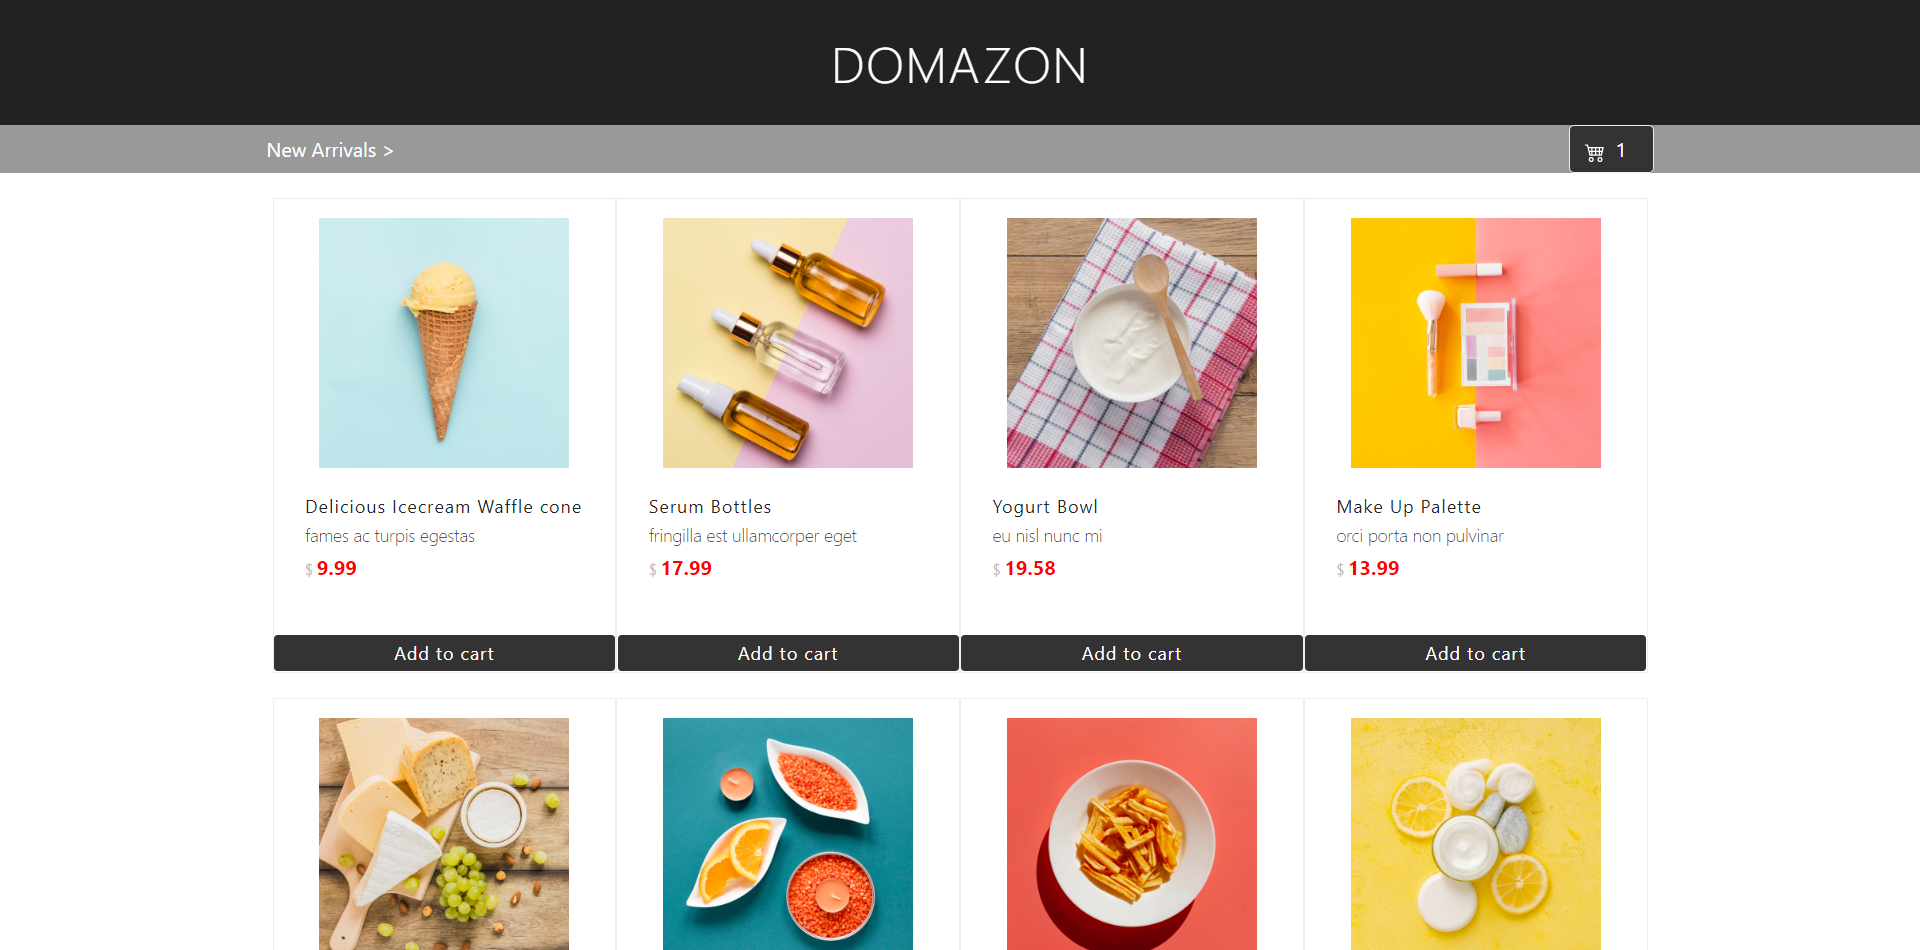 DOMAZON
New Arrivals >
1
Delicious Icecream Waffle cone
fames ac turpis egestas
$ 9.99
Add to cart
Serum Bottles
fringilla est ullamcorper eget
$ 17.99
Add to cart
Yogurt Bowl
eu nisl nunc mi
$ 19.58
Add to cart
Make Up Palette
orci porta non pulvinar
$ 13.99
Add to cart